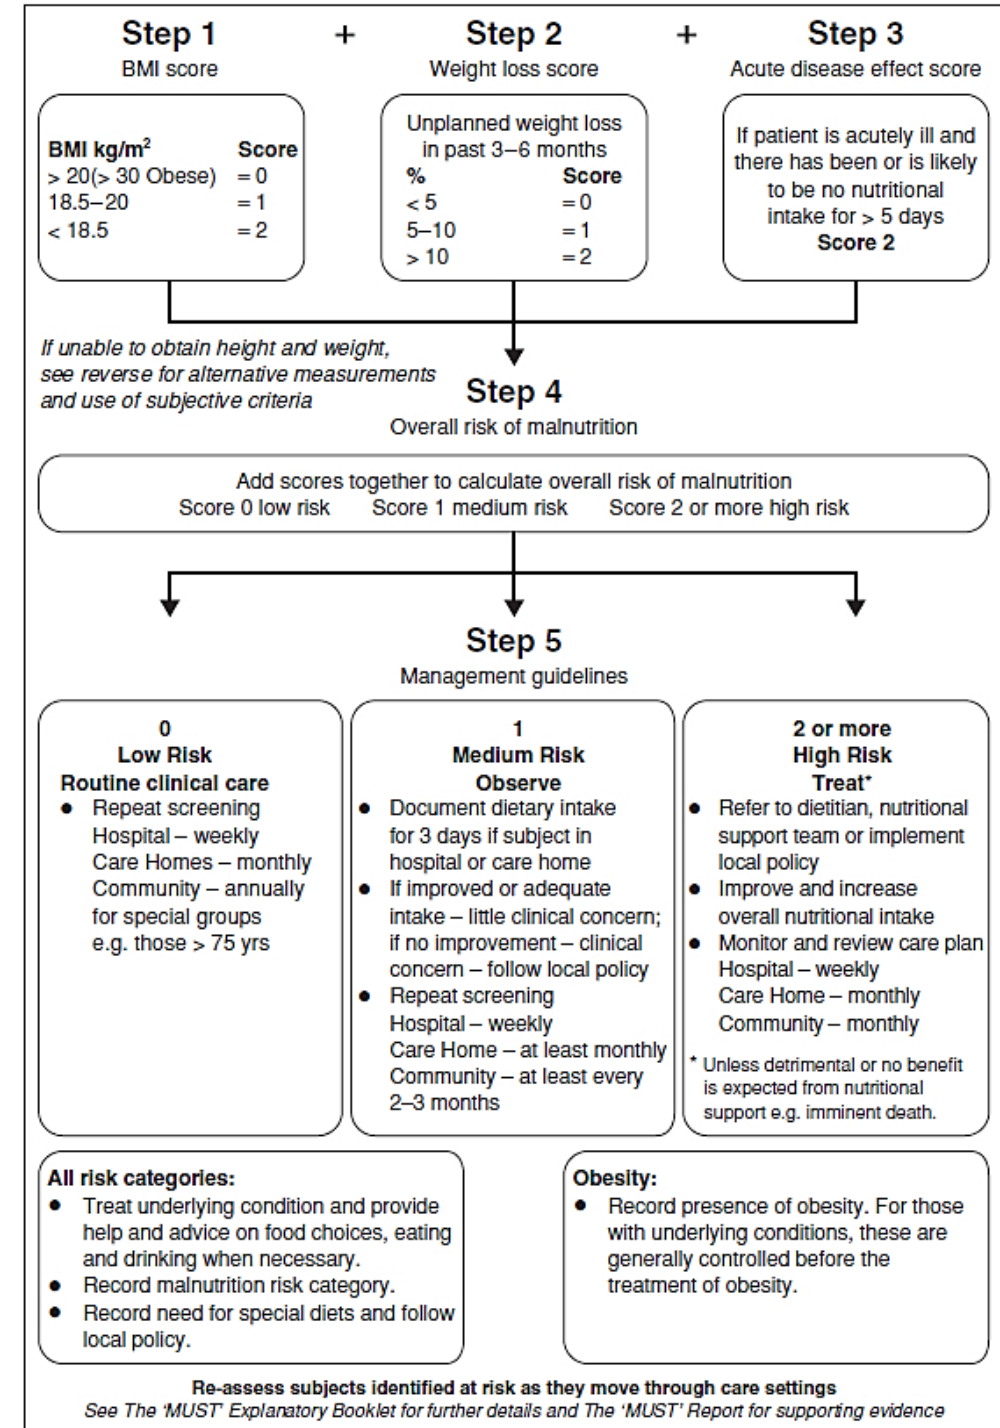 Step 1 + Step 2 + Step 3
BMI score
Weight loss score
Acute disease effect score
BMI kg/m² Score
> 20(> 30 Obese) = 0
18.5–20 = 1
< 18.5 = 2
Unplanned weight loss
in past 3–6 months
% Score
< 5 = 0
5–10 = 1
> 10 = 2
If patient is acutely ill and
there has been or is likely
to be no nutritional
intake for > 5 days
Score 2
If unable to obtain height and weight,
see reverse for alternative measurements
and use of subjective criteria
Step 4
Overall risk of malnutrition
Add scores together to calculate overall risk of malnutrition
Score 0 low risk Score 1 medium risk Score 2 or more high risk
Step 5
Management guidelines
0
Low Risk
Routine clinical care
● Repeat screening
Hospital – weekly
Care Homes – monthly
Community – annually
for special groups
e.g. those > 75 yrs
1
Medium Risk
Observe
● Document dietary intake
for 3 days if subject in
hospital or care home
● If improved or adequate
intake – little clinical concern;
if no improvement – clinical
concern – follow local policy
● Repeat screening
Hospital – weekly
Care Home – at least monthly
Community – at least every
2–3 months
2 or more
High Risk
Treat*
● Refer to dietitian, nutritional
support team or implement
local policy
● Improve and increase
overall nutritional intake
● Monitor and review care plan
Hospital – weekly
Care Home – monthly
Community – monthly
* Unless detrimental or no benefit
is expected from nutritional
support e.g. imminent death.
All risk categories:
● Treat underlying condition and provide
help and advice on food choices, eating
and drinking when necessary.
● Record malnutrition risk category.
● Record need for special diets and follow
local policy.
Obesity:
● Record presence of obesity. For those
with underlying conditions, these are
generally controlled before the
treatment of obesity.
Re-assess subjects identified at risk as they move through care settings
See The ‘MUST’ Explanatory Booklet for further details and The ‘MUST’ Report for supporting evidence